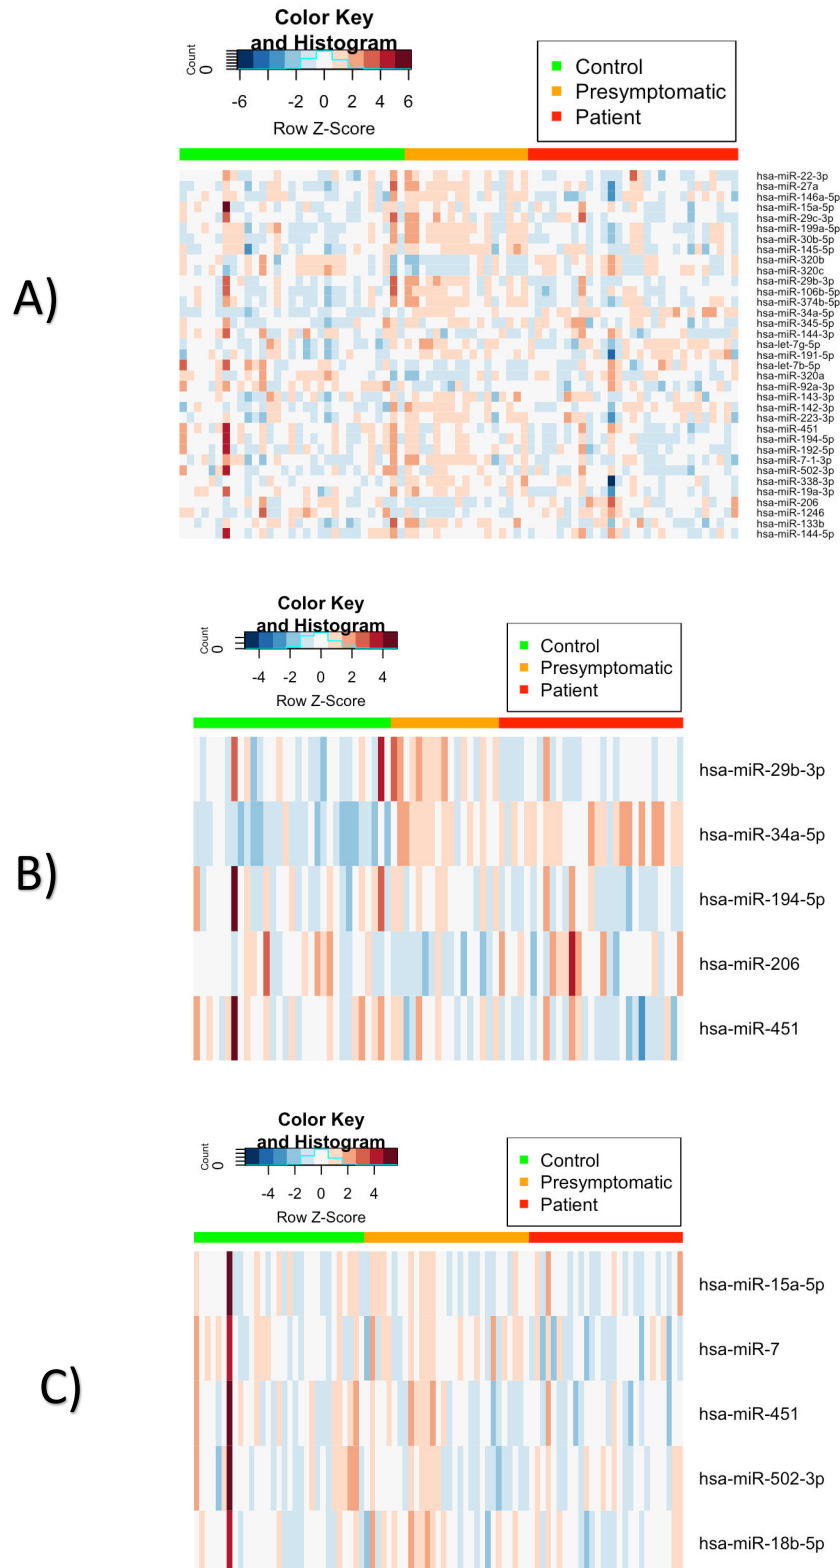 Color Key
and Histogram
Count
0
-6 -2 0 2 4 6
Row Z-Score
Control
Presymptomatic
Patient
A)
hsa-miR-22-3p
hsa-miR-27a
hsa-miR-146a-5p
hsa-miR-15a-5p
hsa-miR-29c-3p
hsa-miR-199a-5p
hsa-miR-30b-5p
hsa-miR-145-5p
hsa-miR-320b
hsa-miR-320c
hsa-miR-29b-3p
hsa-miR-106b-5p
hsa-miR-374b-5p
hsa-miR-34a-5p
hsa-miR-345-5p
hsa-miR-144-3p
hsa-let-7g-5p
hsa-miR-191-5p
hsa-let-7b-5p
hsa-miR-320a
hsa-miR-92a-3p
hsa-miR-143-3p
hsa-miR-142-3p
hsa-miR-223-3p
hsa-miR-451
hsa-miR-194-5p
hsa-miR-192-5p
hsa-miR-7-1-3p
hsa-miR-502-3p
hsa-miR-338-3p
hsa-miR-19a-3p
hsa-miR-206
hsa-miR-1246
hsa-miR-133b
hsa-miR-144-5p
Color Key
and Histogram
Count
0
-4 -2 0 2 4
Row Z-Score
Control
Presymptomatic
Patient
B)
hsa-miR-29b-3p
hsa-miR-34a-5p
hsa-miR-194-5p
hsa-miR-206
hsa-miR-451
Color Key
and Histogram
Count
0
-4 -2 0 2 4
Row Z-Score
Control
Presymptomatic
Patient
C)
hsa-miR-15a-5p
hsa-miR-7
hsa-miR-451
hsa-miR-502-3p
hsa-miR-18b-5p